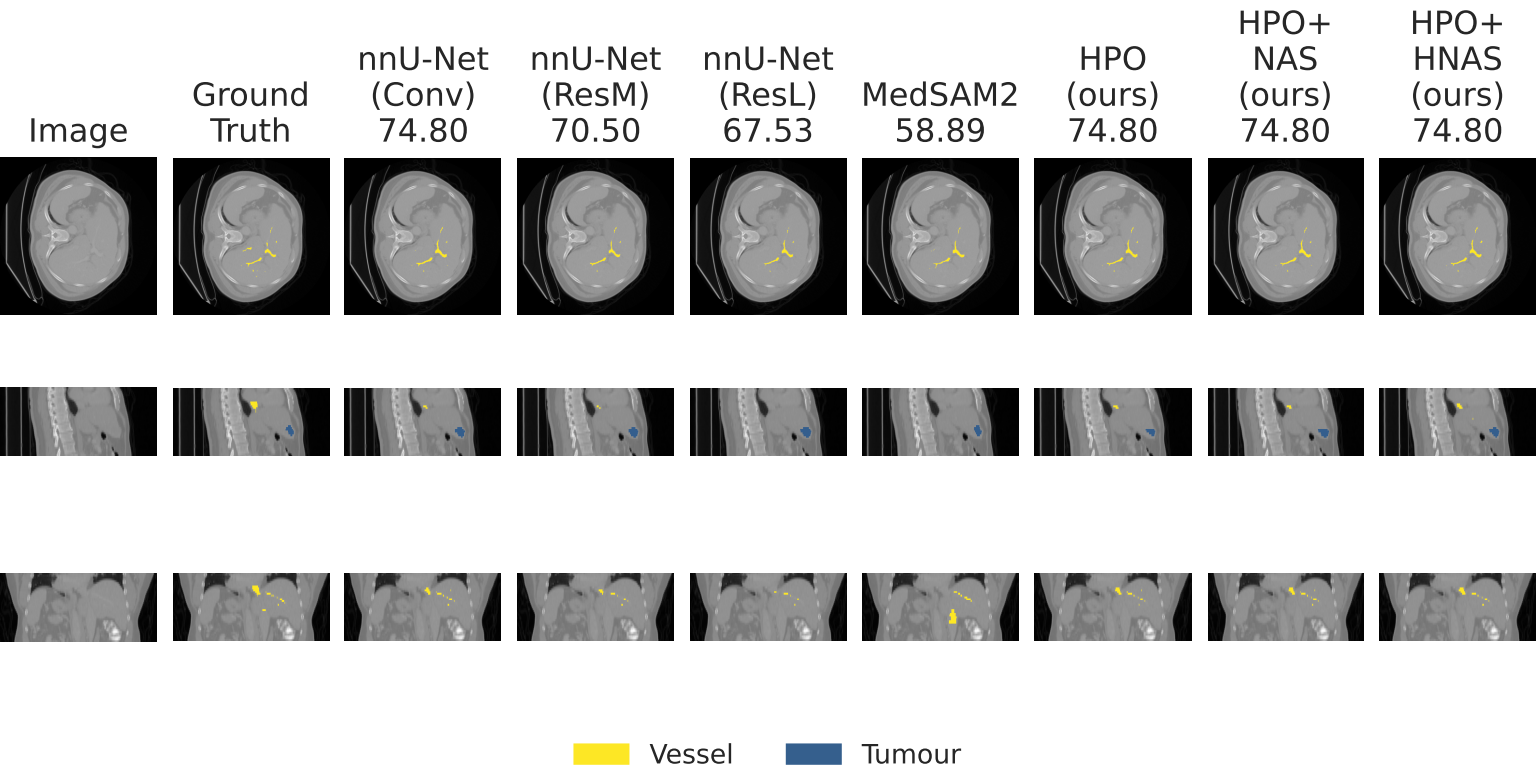 Image
Ground
Truth
nnU-Net
(Conv)
74.80
nnU-Net
(ResM)
70.50
nnU-Net
(ResL)
67.53
MedSAM2
58.89
HPO
(ours)
74.80
HPO+
NAS
(ours)
74.80
HPO+
HNAS
(ours)
74.80
Vessel
Tumour